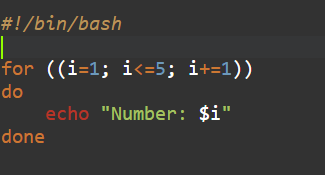 #!/bin/bash
for ((i=1; i<=5; i+=1))
do
    echo "Number: $i"
done